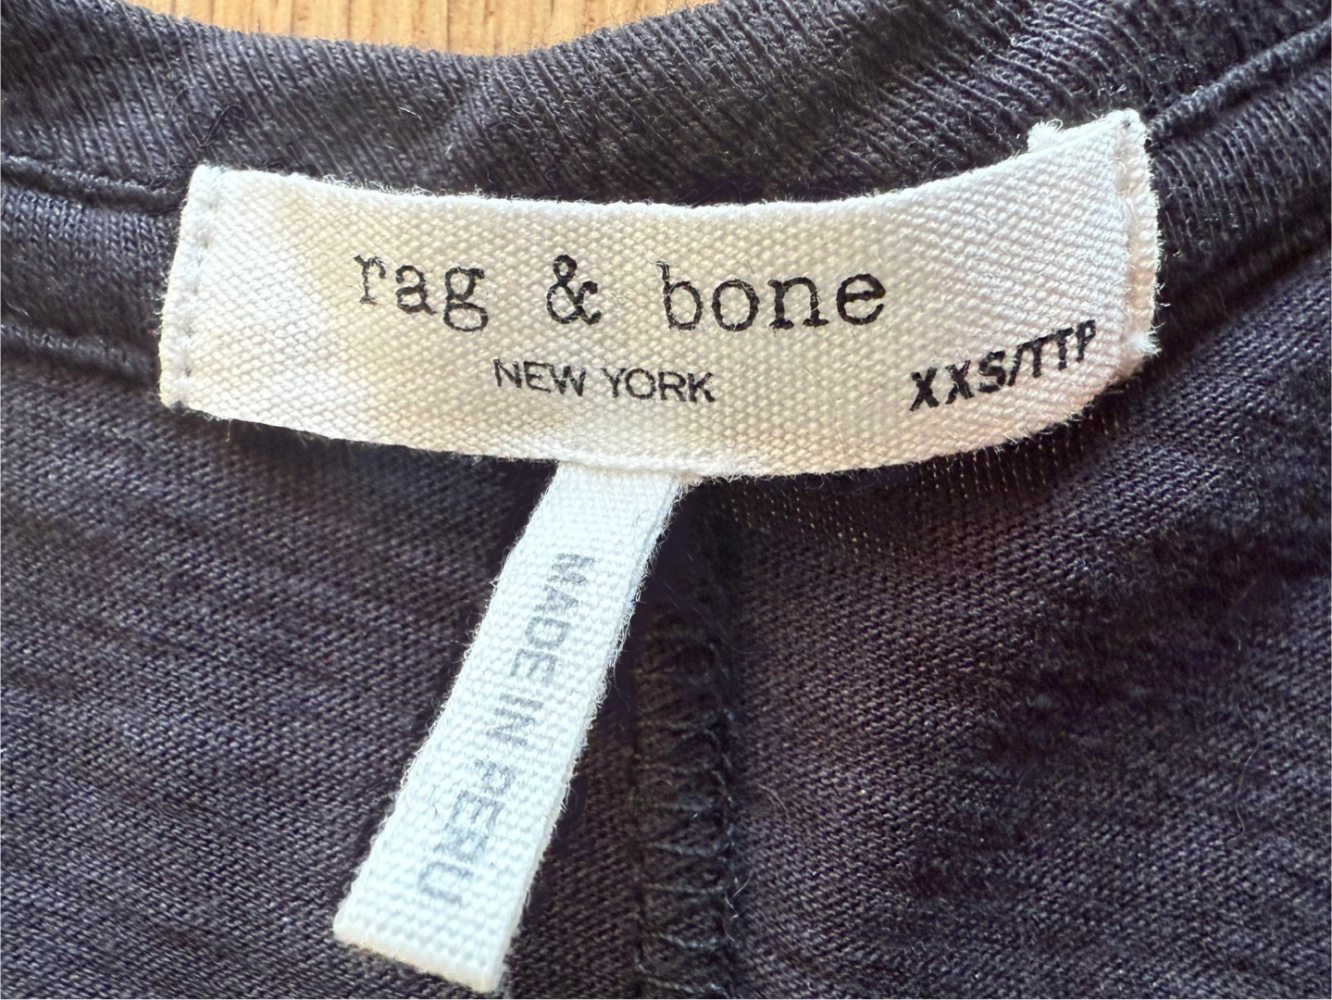 rag & bone
NEW YORK
XXS/TTP
MADE IN PERU